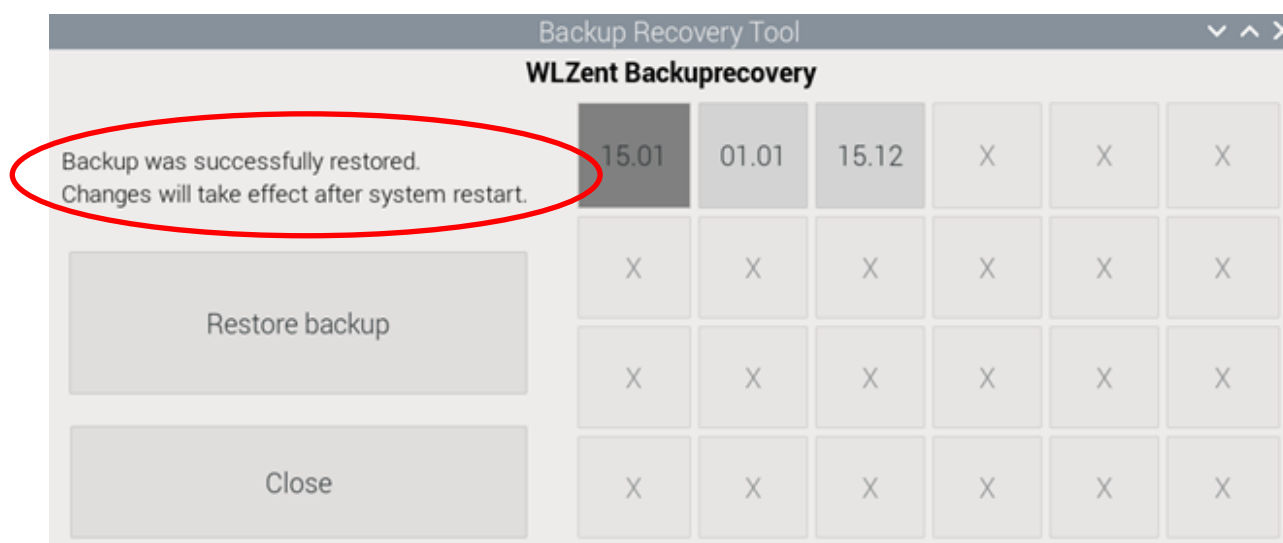 Backup Recovery Tool
WLZent Backuprecovery
Backup was successfully restored.
Changes will take effect after system restart.
Restore backup
Close
15.01 01.01 15.12 X X X
X X X X X X
X X X X X X
X X X X X X